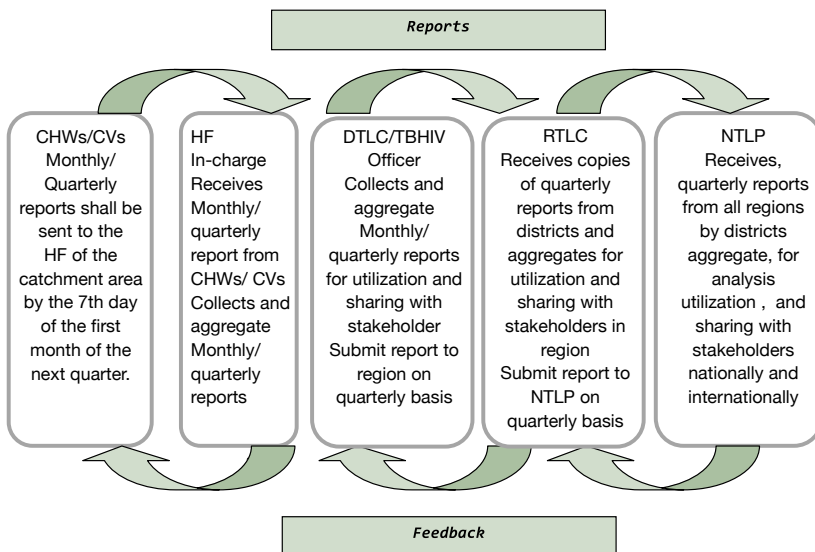 Reports
CHWs/CVs
Monthly/
Quarterly
reports shall be
sent to the
HF of the
catchment area
by the 7th day
of the first
month of the
next quarter.
HF
In-charge
Receives
Monthly/
quarterly
report from
CHWs/ CVs
Collects and
aggregate
Monthly/
quarterly
reports
DTLC/TBHIV
Officer
Collects and
aggregate
Monthly/
quarterly reports
for utilization and
sharing with
stakeholder
Submit report to
region on
quarterly basis
RTLC
Receives copies
of quarterly
reports from
districts and
aggregates for
utilization and
sharing with
stakeholders in
region
Submit report to
NTLP on
quarterly basis
NTLP
Receives,
quarterly reports
from all regions
by districts
aggregate, for
analysis
utilization , and
sharing with
stakeholders
nationally and
internationally
Feedback